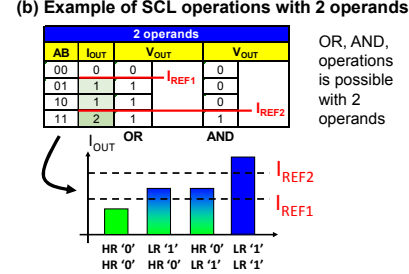 (b) Example of SCL operations with 2 operands
2 operands
AB IOUT VOUT VOUT
00 0 0 0
01 1 1 0
10 1 1 0
11 2 1 1
IREF1
IREF2
OR AND
OR, AND,
operations
is possible
with 2
operands
IOUT
IREF2
IREF1
HR ‘0’ LR ‘1’ HR ‘0’ LR ‘1’
HR ‘0’ HR ‘0’ LR ‘1’ LR ‘1’